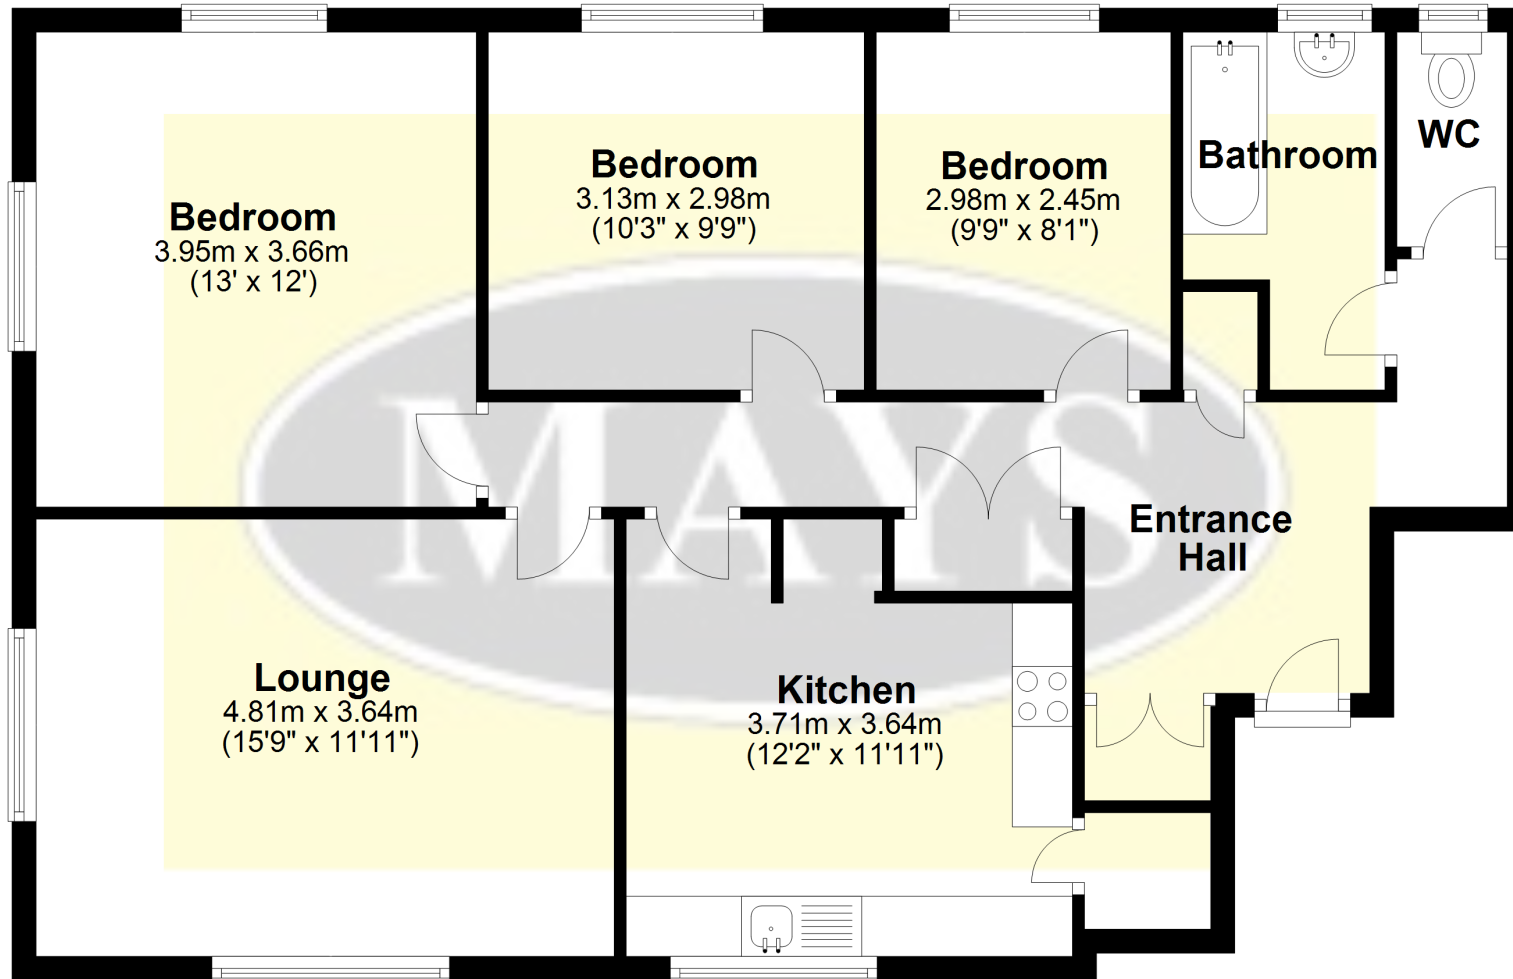 Bedroom
3.95m x 3.66m
(13' x 12')
Bedroom
3.13m x 2.98m
(10'3" x 9'9")
Bedroom
2.98m x 2.45m
(9'9" x 8'1")
Bathroom
WC
MAYS
Entrance
Hall
Lounge
4.81m x 3.64m
(15'9" x 11'11")
Kitchen
3.71m x 3.64m
(12'2" x 11'11")